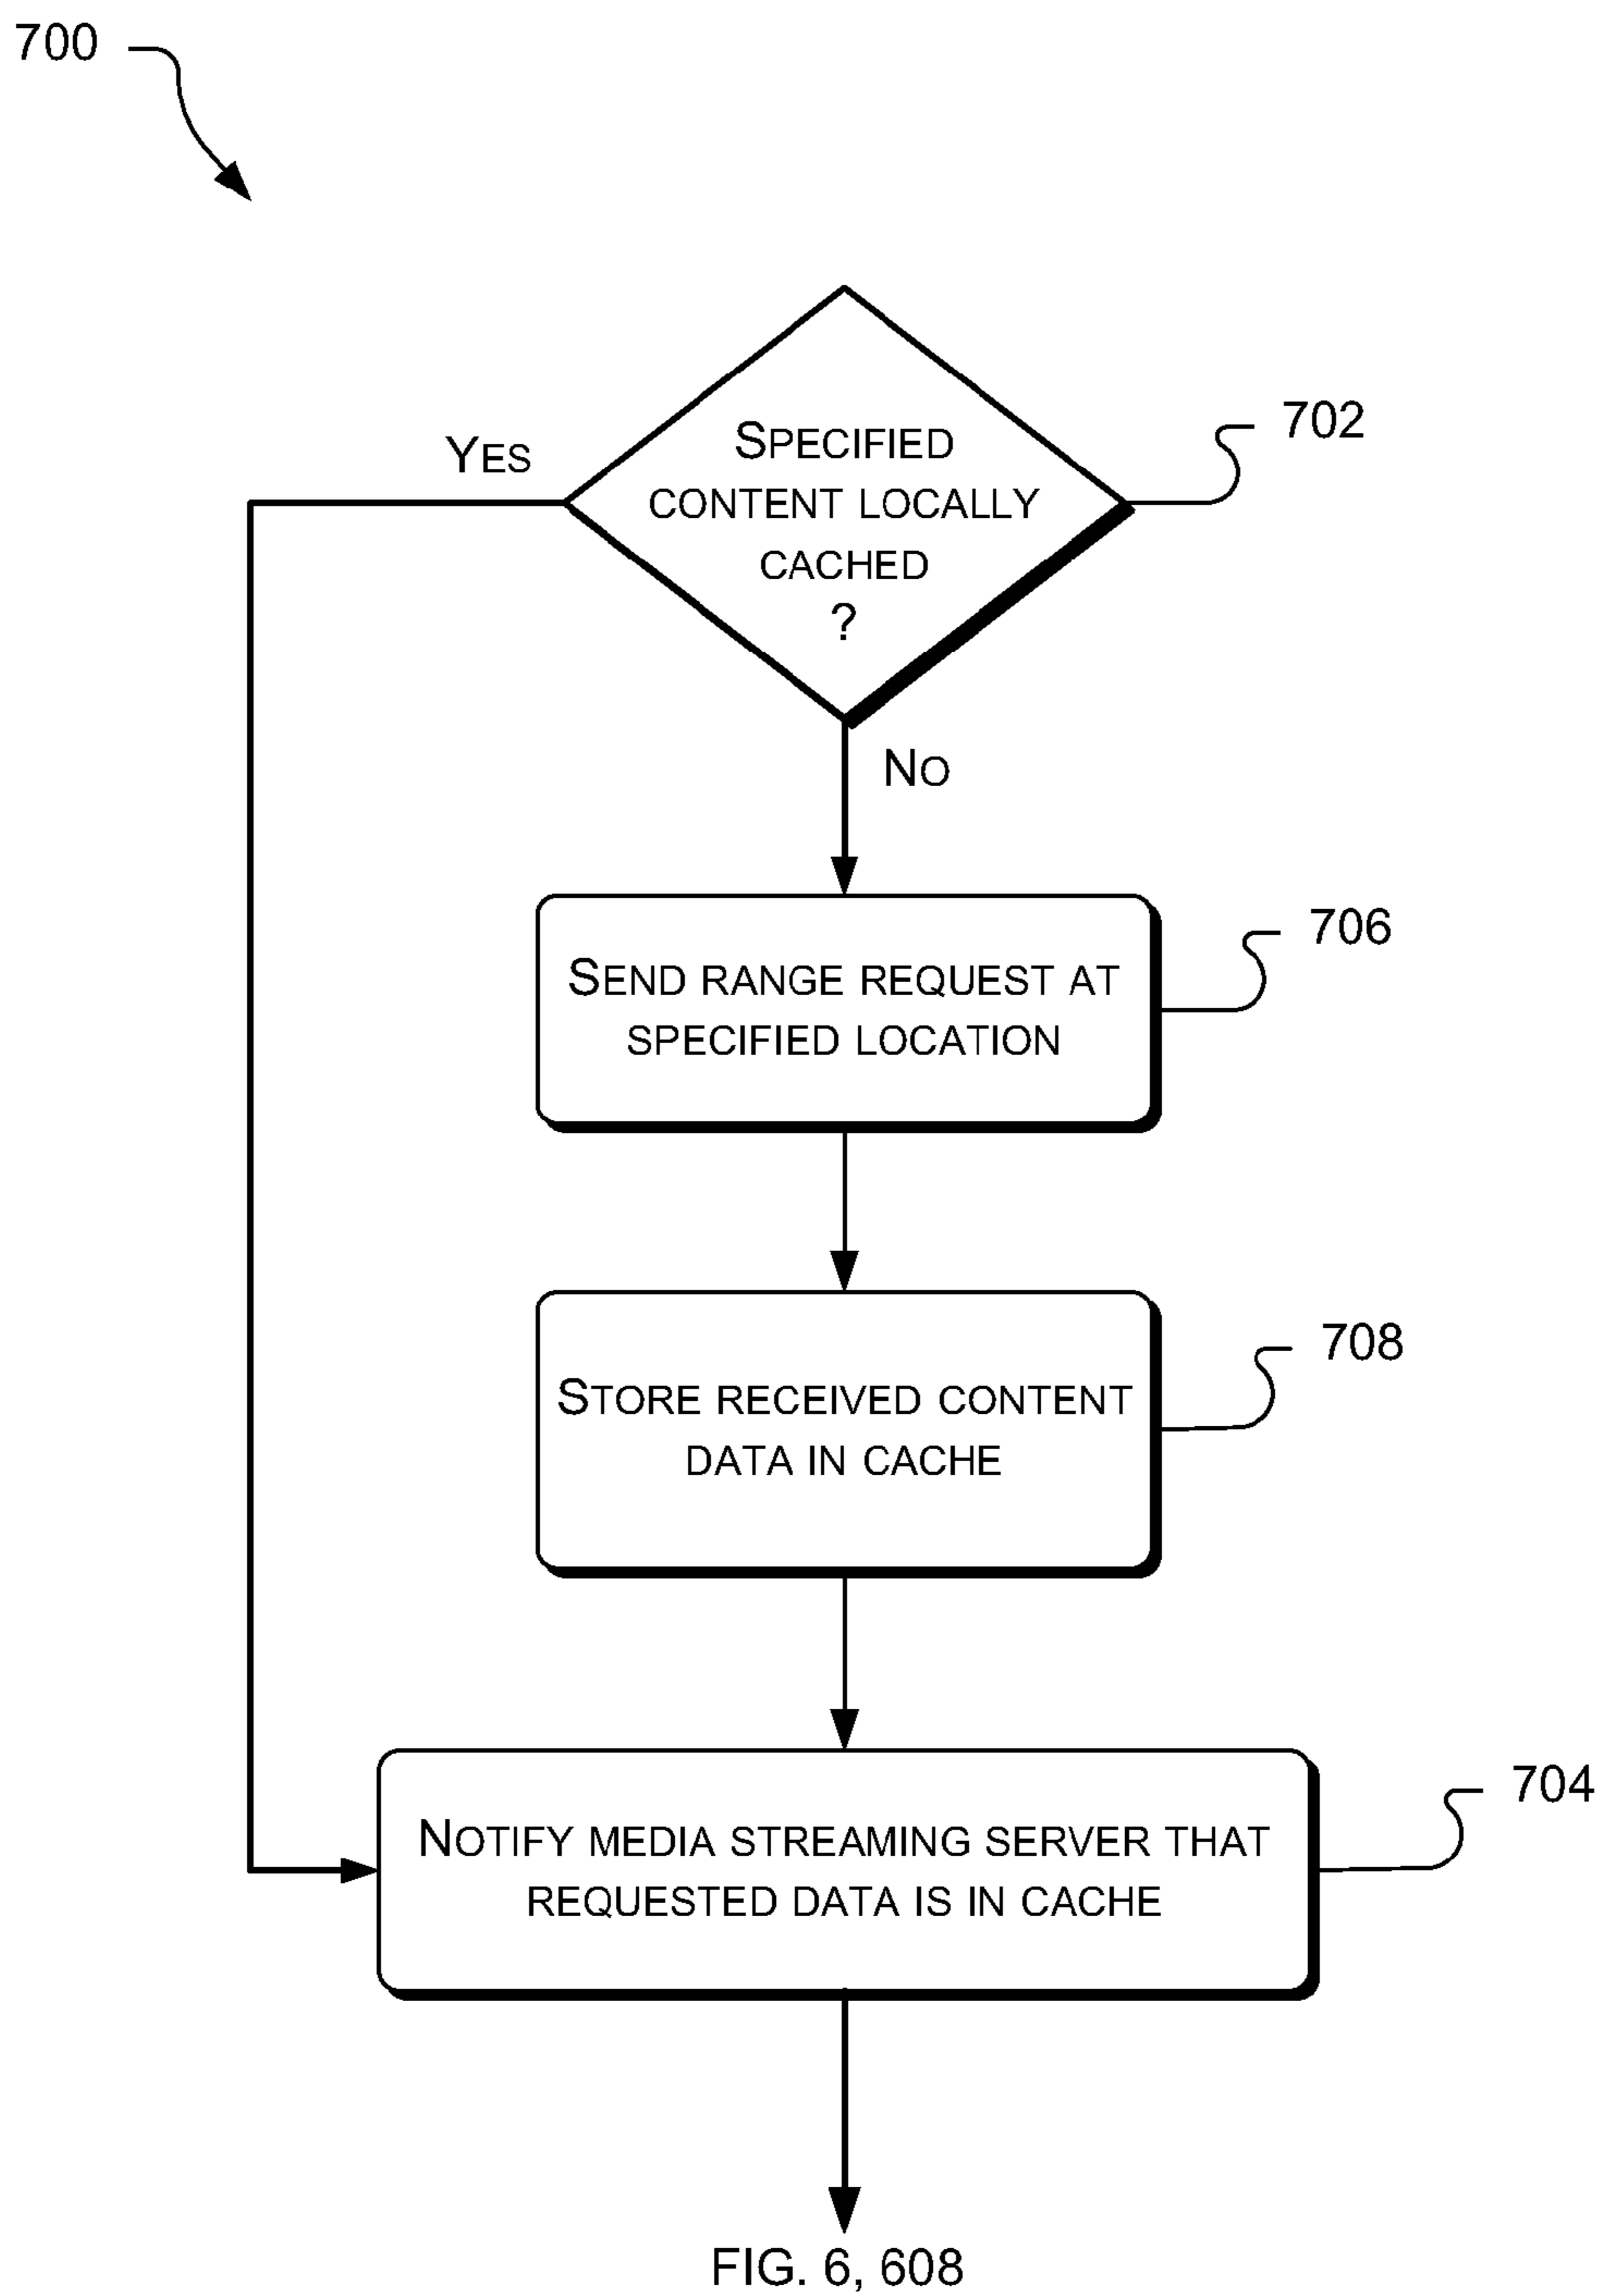 700
SPECIFIED
CONTENT LOCALLY
CACHED
?
702
YES
NO
SEND RANGE REQUEST AT
SPECIFIED LOCATION
706
STORE RECEIVED CONTENT
DATA IN CACHE
708
NOTIFY MEDIA STREAMING SERVER THAT
REQUESTED DATA IS IN CACHE
704
FIG. 6, 608